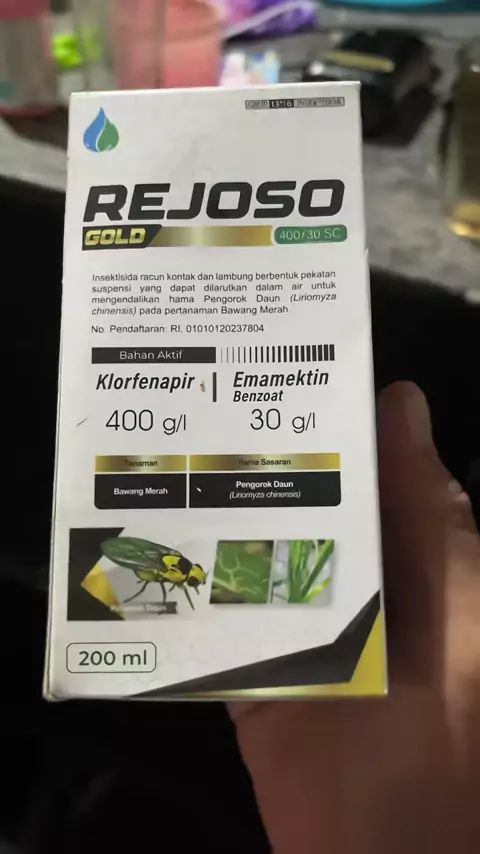 REJOSO
GOLD
400/30 SC
Insektisida racun kontak dan lambung berbentuk pekatan
suspensi yang dapat dilarutkan dalam air untuk
mengendalikan hama Pengorok Daun (Liriomyza
chinensis) pada pertanaman Bawang Merah
No. Pendaftaran: RI. 01010120237804
Bahan Aktif
Klorfenapir | Emamektin
Benzoat
400 g/l 30 g/l
Tanaman Hama Sasaran
Bawang Merah Pengorok Daun
(Liriomyza chinensis)
Pengorok Daun
200 ml